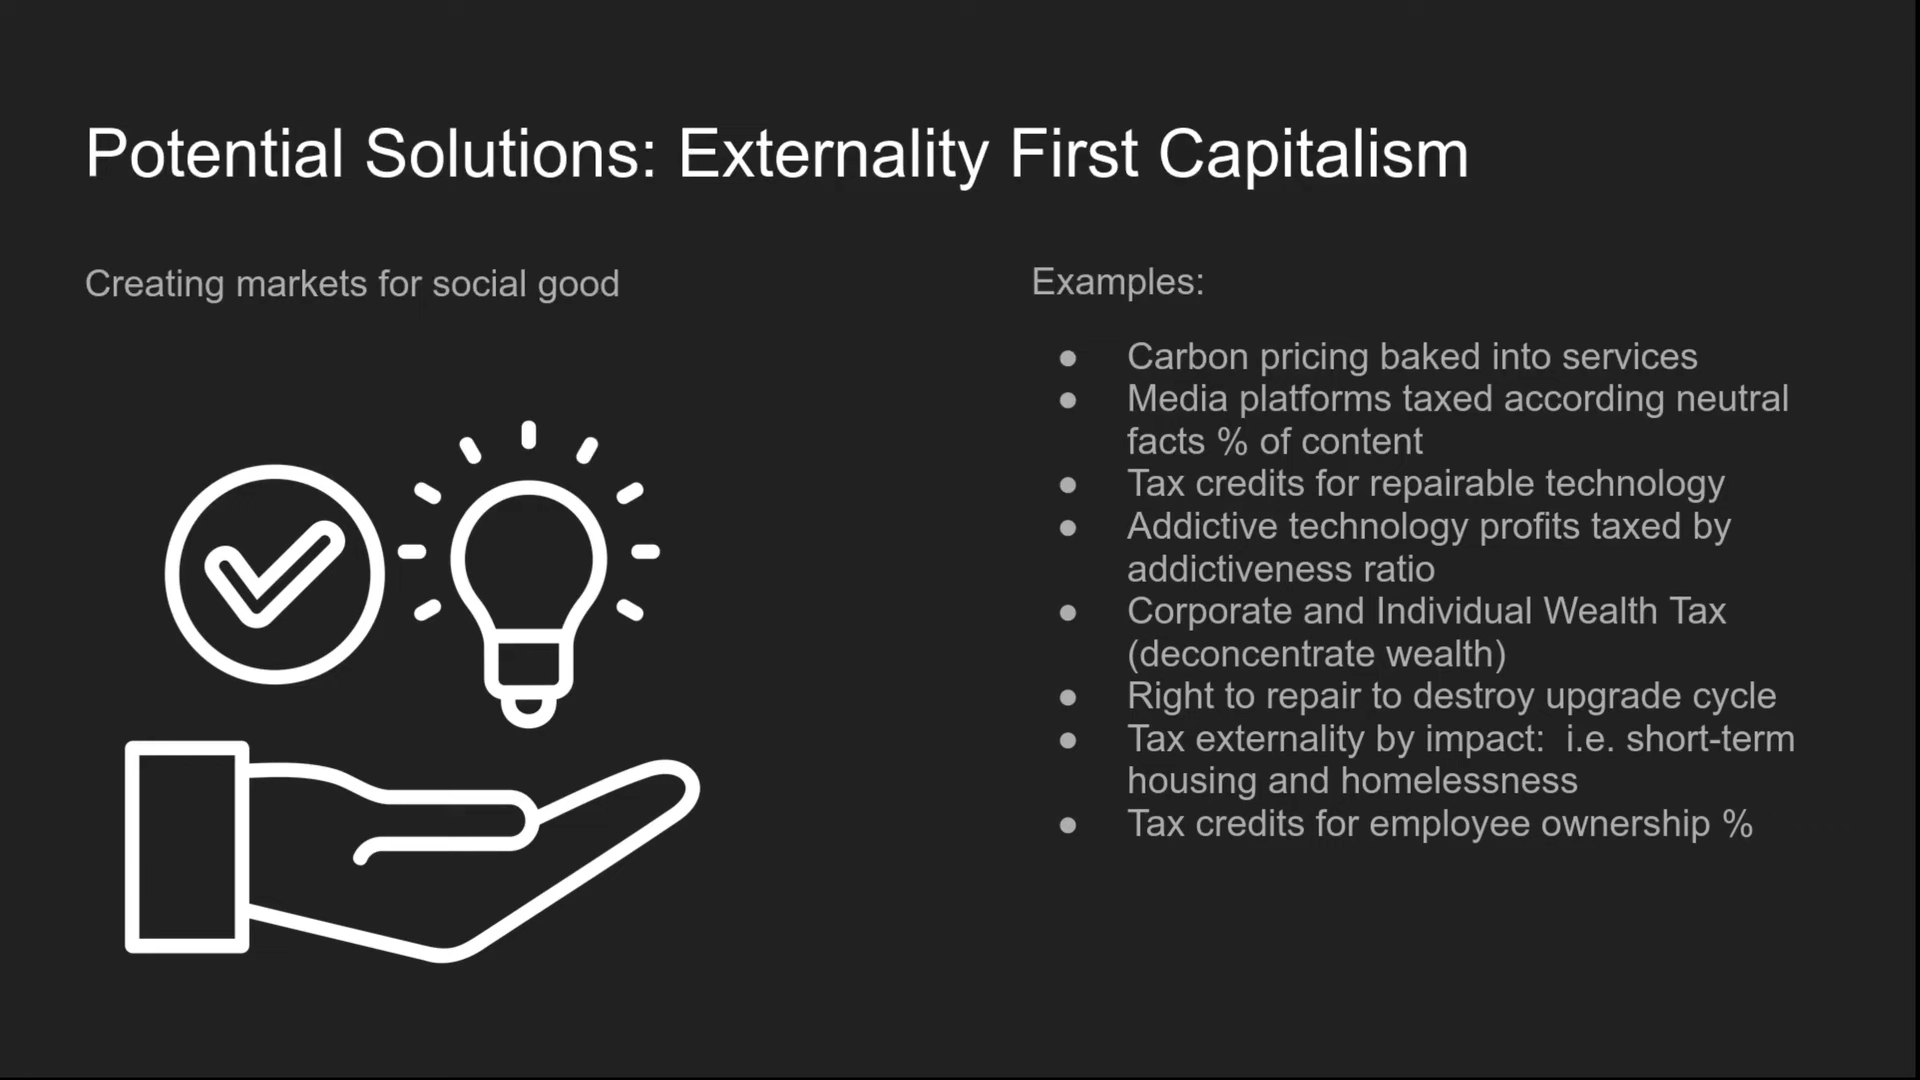 Potential Solutions: Externality First Capitalism
Creating markets for social good
Examples:
● Carbon pricing baked into services
● Media platforms taxed according neutral
facts % of content
● Tax credits for repairable technology
● Addictive technology profits taxed by
addictiveness ratio
● Corporate and Individual Wealth Tax
(deconcentrate wealth)
● Right to repair to destroy upgrade cycle
● Tax externality by impact:  i.e. short-term
housing and homelessness
● Tax credits for employee ownership %